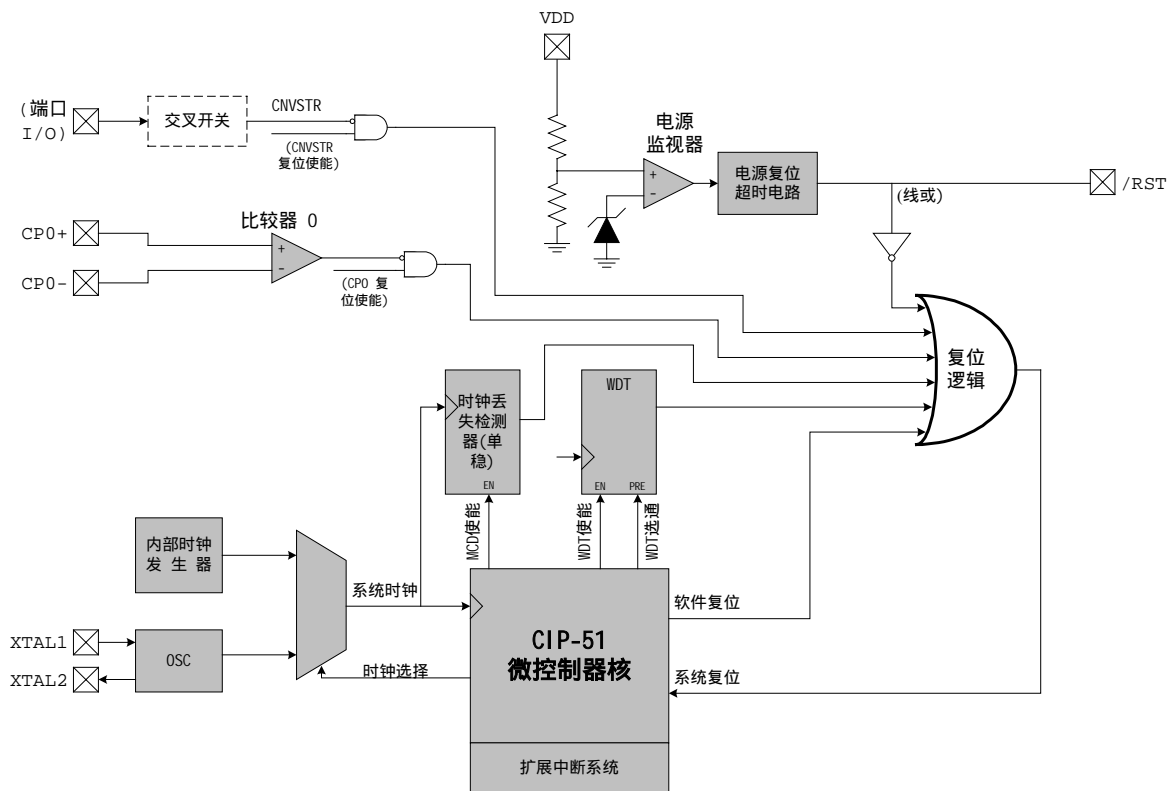 VDD
(端口
I/O)
交叉开关
CNVSTR
(CNVSTR
复位使能)
电源
监视器
+
-
电源复位
超时电路
(线或)
/RST
CP0+
CP0-
比较器 0
+
-
(CP0 复
位使能)
复位
逻辑
时钟丢
失检测
器(单
稳)
EN
WDT
EN
PRE
MCD使能
WDT使能
WDT选通
内部时钟
发 生 器
系统时钟
XTAL1
XTAL2
OSC
时钟选择
CIP-51
微控制器核
软件复位
系统复位
扩展中断系统